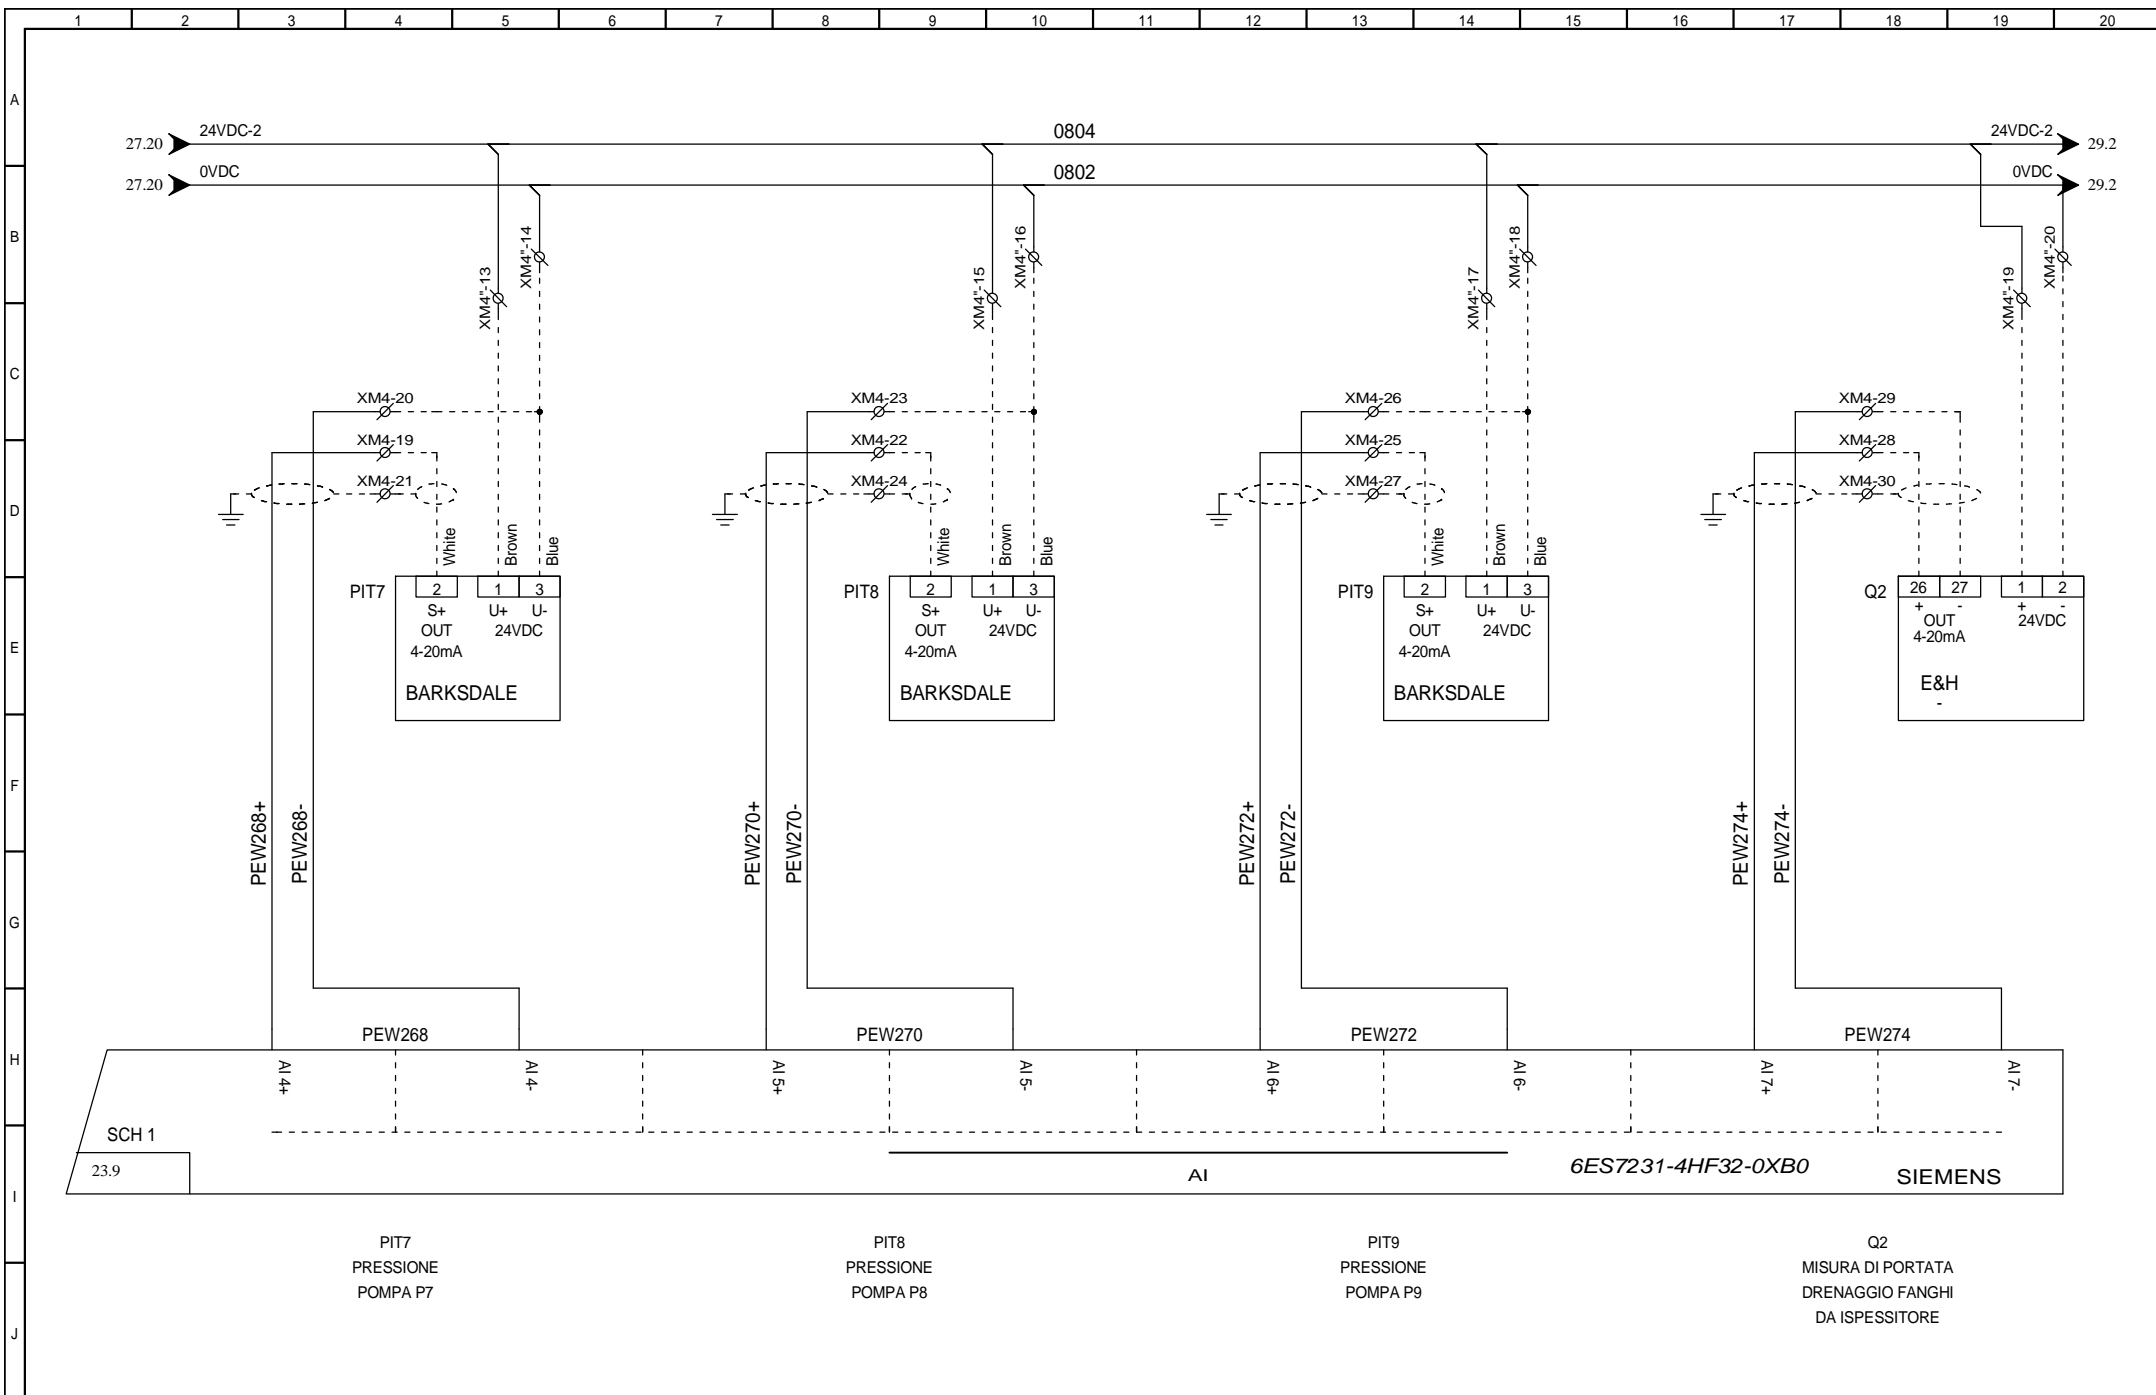 1 2 3 4 5 6 7 8 9 10 11 12 13 14 15 16 17 18 19 20
A
B
C
D
E
F
G
H
I
J
27.20 24VDC-2 0804 24VDC-2 29.2
27.20 0VDC 0802 0VDC 29.2
XM4"-13
XM4"-14
XM4"-15
XM4"-16
XM4"-17
XM4"-18
XM4"-19
XM4"-20
XM4-20
XM4-19
XM4-21
XM4-23
XM4-22
XM4-24
XM4-26
XM4-25
XM4-27
XM4-29
XM4-28
XM4-30
White
Brown
Blue
White
Brown
Blue
White
Brown
Blue
PIT7
2 1 3
S+ U+ U-
OUT 24VDC
4-20mA
BARKSDALE
PIT8
2 1 3
S+ U+ U-
OUT 24VDC
4-20mA
BARKSDALE
PIT9
2 1 3
S+ U+ U-
OUT 24VDC
4-20mA
BARKSDALE
Q2
26 27 1 2
+ - + -
OUT 24VDC
4-20mA
E&H
-
PEW268+
PEW268-
PEW270+
PEW270-
PEW272+
PEW272-
PEW274+
PEW274-
PEW268
PEW270
PEW272
PEW274
AI 4+
AI 4-
AI 5+
AI 5-
AI 6+
AI 6-
AI 7+
AI 7-
SCH 1
23.9
AI
6ES7231-4HF32-0XB0
SIEMENS
PIT7
PRESSIONE
POMPA P7
PIT8
PRESSIONE
POMPA P8
PIT9
PRESSIONE
POMPA P9
Q2
MISURA DI PORTATA
DRENAGGIO FANGHI
DA ISPESSITORE